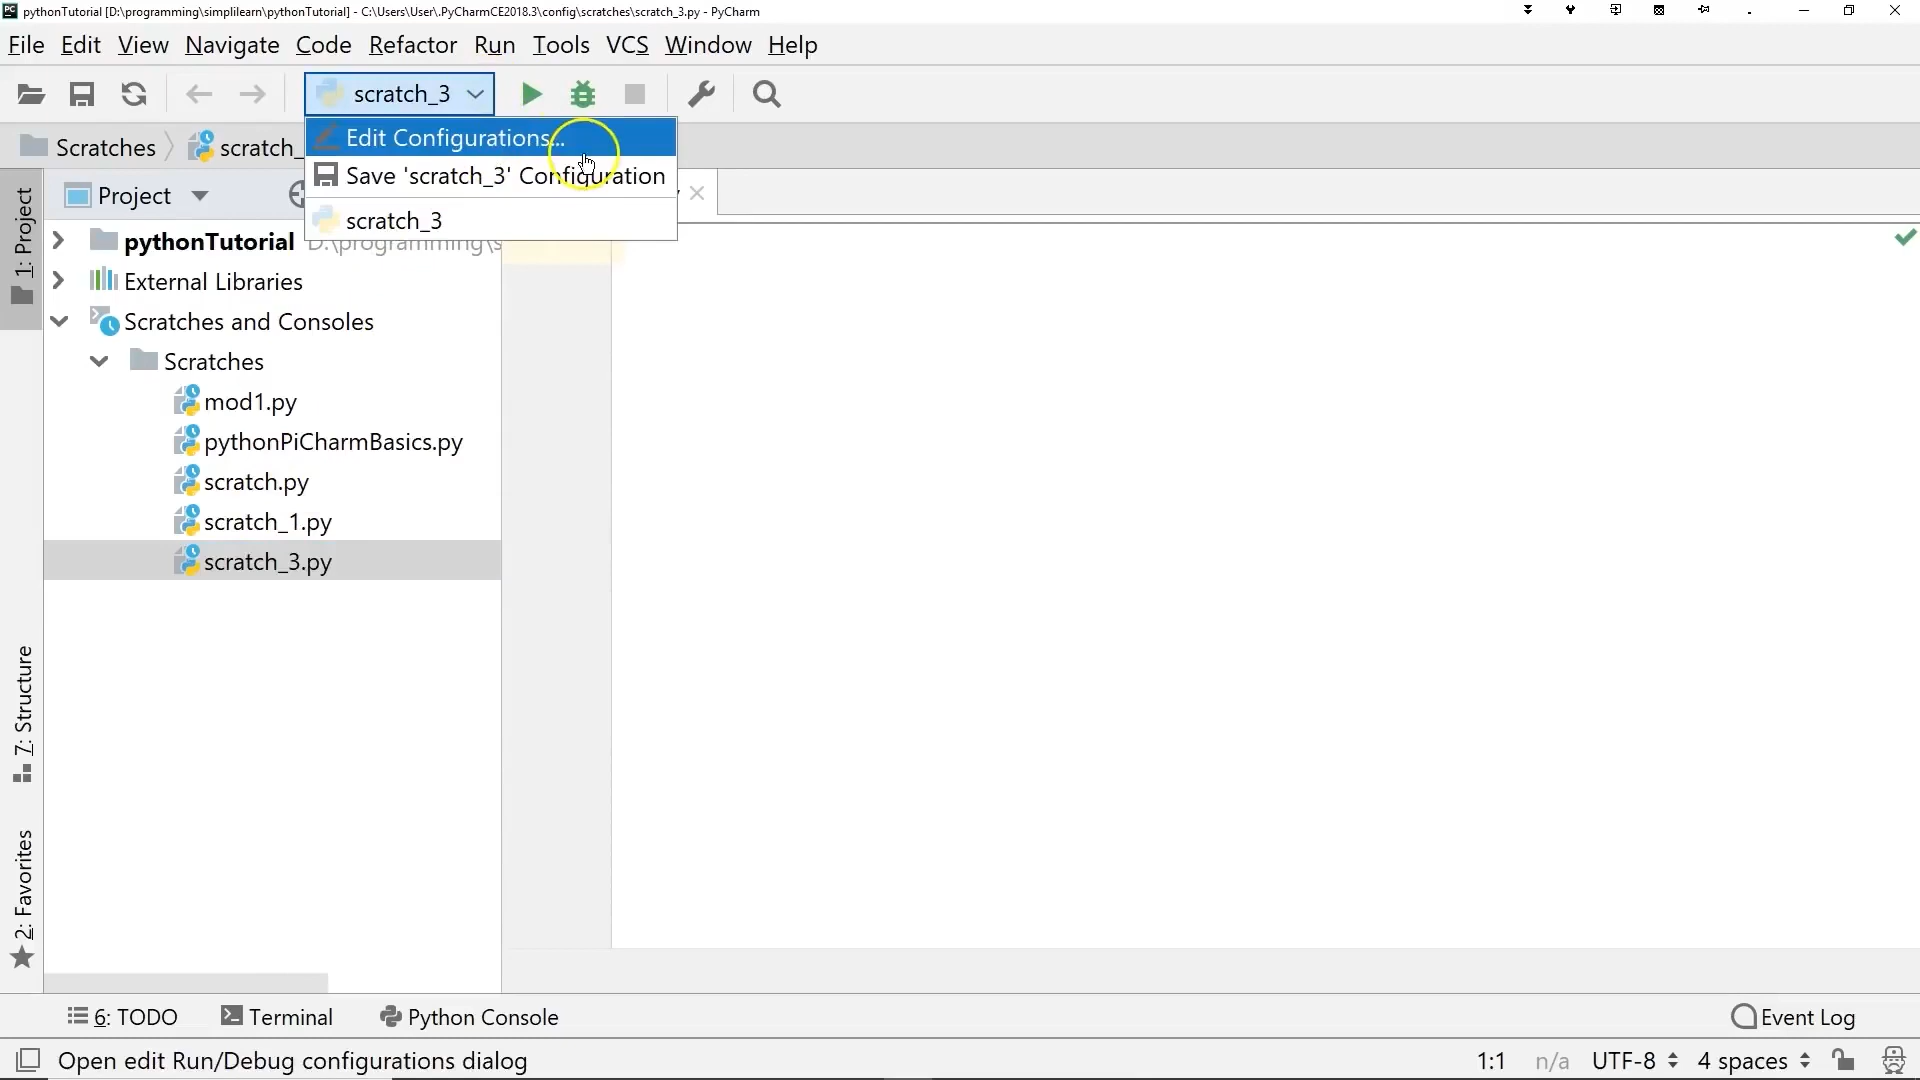 pythonTutorial [D:\programming\simplilearn\pythonTutorial] - C:\Users\User\.PyCharmCE2018.3\config\scratches\scratch_3.py - PyCharm
File Edit View Navigate Code Refactor Run Tools VCS Window Help
scratch_3
Edit Configurations...
Scratches scratch_
Save 'scratch_3' Configuration
1: Project
Project
scratch_3
pythonTutorial D:\programming\s
External Libraries
Scratches and Consoles
Scratches
mod1.py
pythonPiCharmBasics.py
scratch.py
scratch_1.py
scratch_3.py
7: Structure
2: Favorites
6: TODO Terminal Python Console Event Log
Open edit Run/Debug configurations dialog 1:1 n/a UTF-8 4 spaces